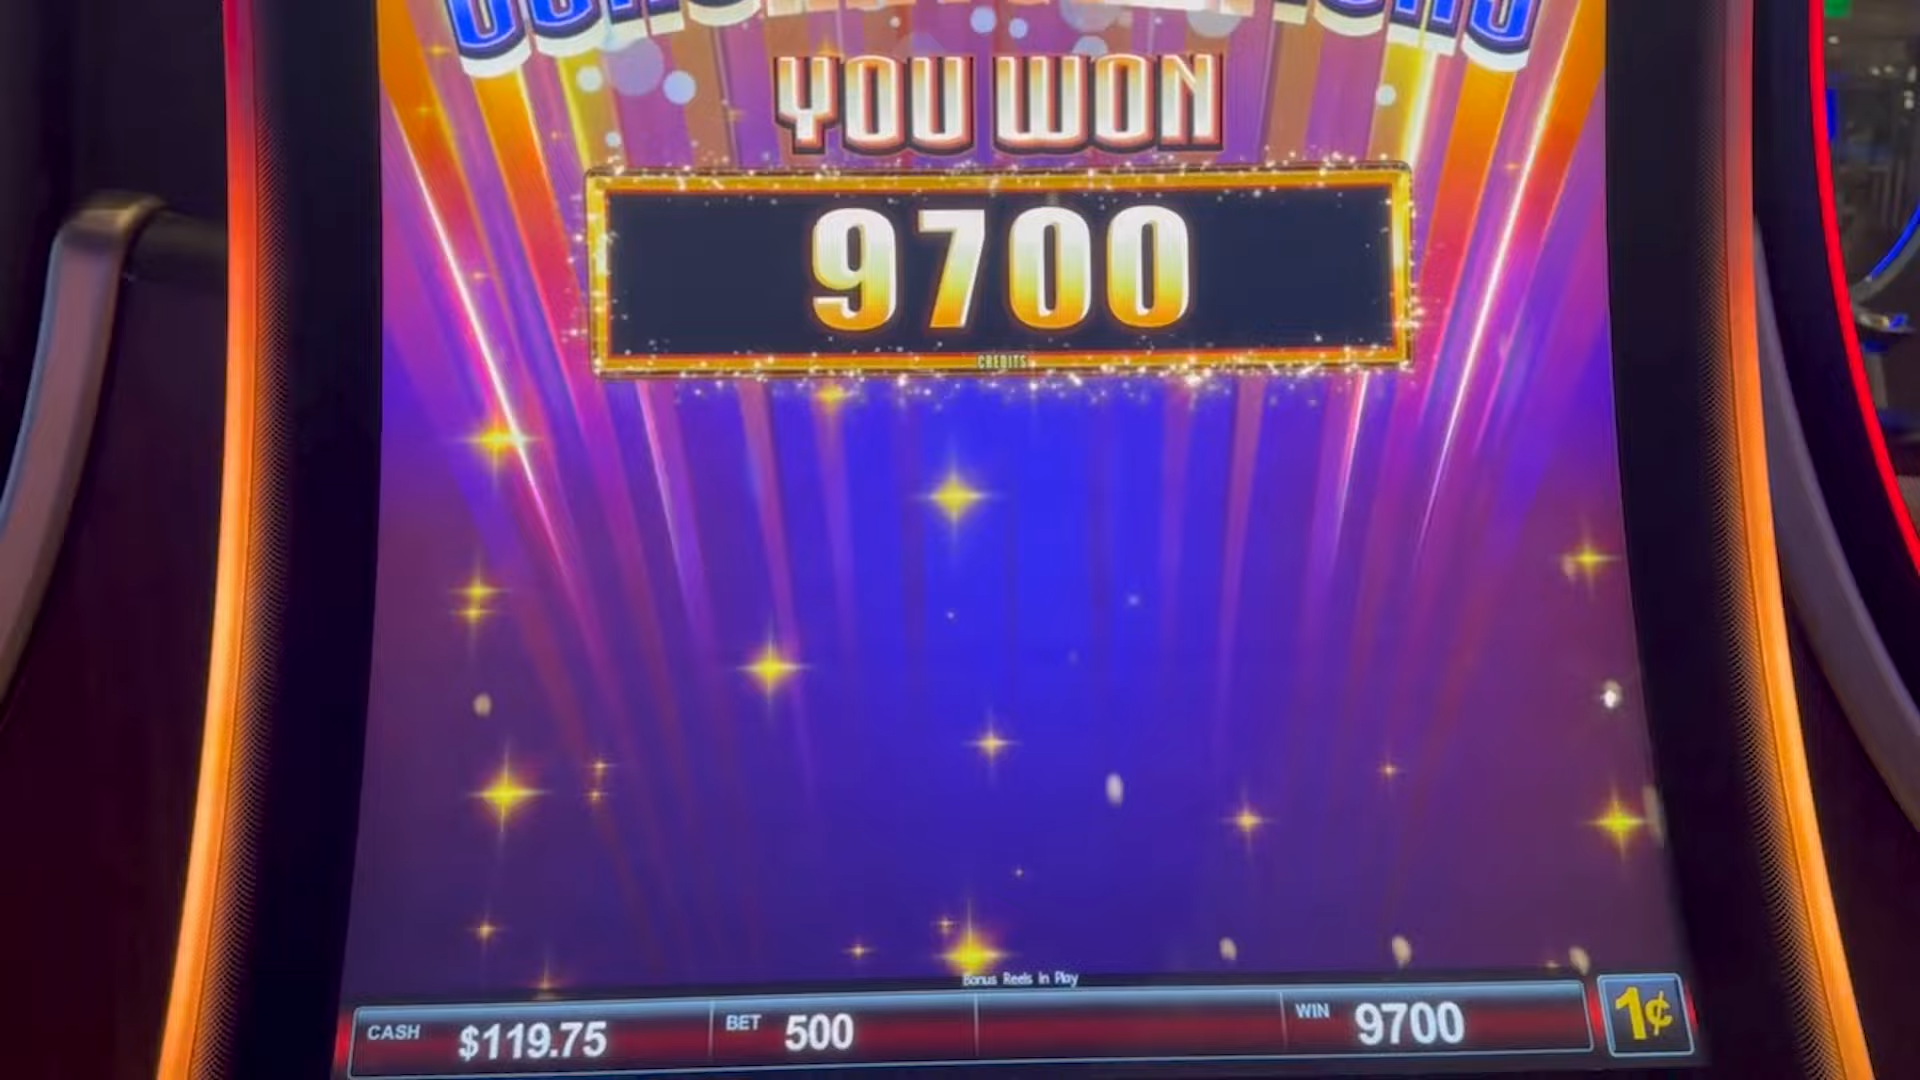 YOU WON
9700
CREDITS
Bonus Reels In Play
CASH $119.75 BET 500 WIN 9700 1¢